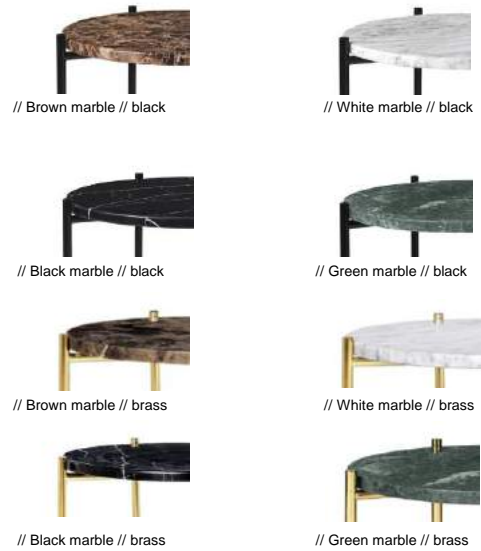 // Brown marble // black
// White marble // black
// Black marble // black
// Green marble // black
// Brown marble // brass
// White marble // brass
// Black marble // brass
// Green marble // brass